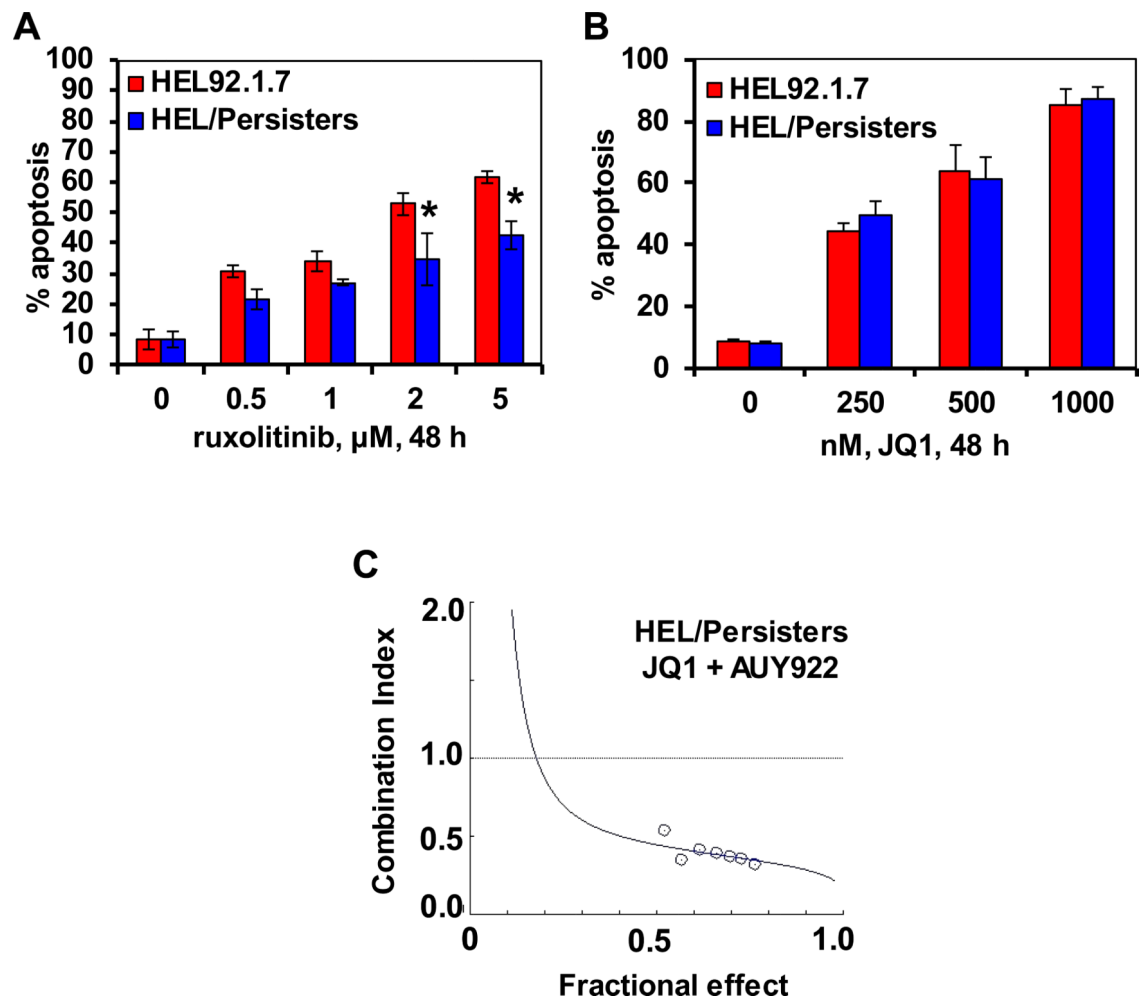 A
100
90
80
70
60
50
40
30
20
10
0
% apoptosis
HEL92.1.7
HEL/Persisters
*
*
0 0.5 1 2 5
ruxolitinib, µM, 48 h
B
100
80
60
40
20
0
% apoptosis
HEL92.1.7
HEL/Persisters
0 250 500 1000
nM, JQ1, 48 h
C
2.0
1.0
0.5
0.0
Combination Index
HEL/Persisters
JQ1 + AUY922
0 0.5 1.0
Fractional effect